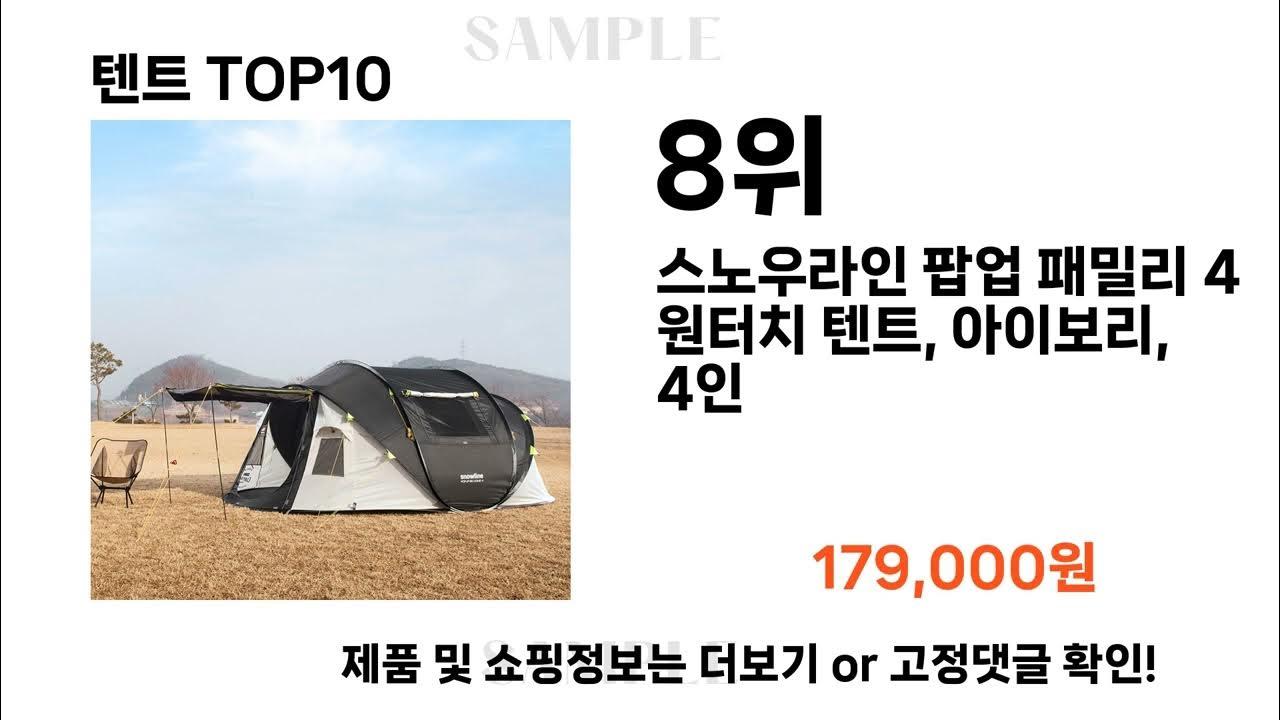 SAMPLE
텐트 TOP10
8위
스노우라인 팝업 패밀리 4
원터치 텐트, 아이보리,
4인
snowline
179,000원
SAMPLE
제품 및 쇼핑정보는 더보기 or 고정댓글 확인!